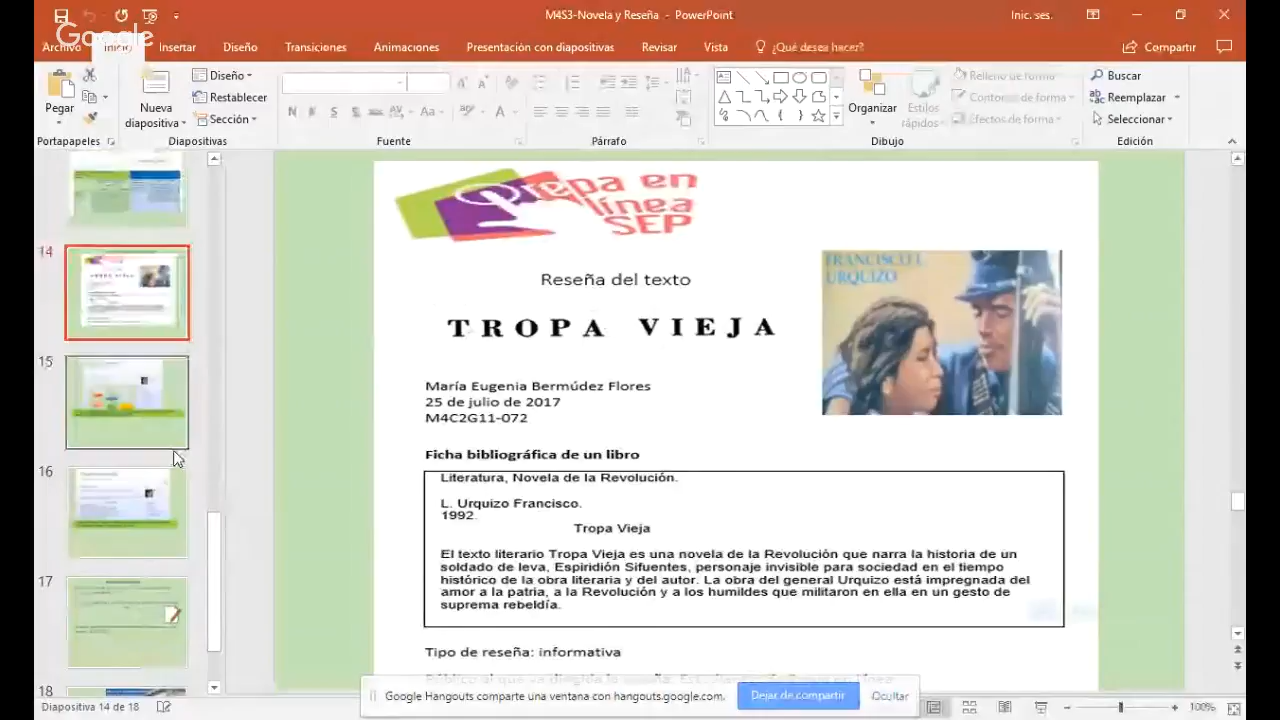 M4S3-Novela y Reseña - PowerPoint
Inic. ses.
Google
Archivo Inicio Insertar Diseño Transiciones Animaciones Presentación con diapositivas Revisar Vista ¿Qué desea hacer? Compartir
Pegar
Nueva diapositiva
Diseño
Restablecer
Sección
N K S S abc AV Aa A
Organizar
Estilos rápidos
Relleno de forma
Contorno de forma
Efectos de forma
Buscar
Reemplazar
Seleccionar
Portapapeles Diapositivas Fuente Párrafo Dibujo Edición
14
15
16
17
18
Prepa en
línea
SEP
Reseña del texto
TROPA VIEJA
FRANCISCO L.
URQUIZO
María Eugenia Bermúdez Flores
25 de julio de 2017
M4C2G11-072
Ficha bibliográfica de un libro
Literatura, Novela de la Revolución.
L. Urquizo Francisco.
1992.
Tropa Vieja
El texto literario Tropa Vieja es una novela de la Revolución que narra la historia de un
soldado de leva, Espiridión Sifuentes, personaje invisible para sociedad en el tiempo
histórico de la obra literaria y del autor. La obra del general Urquizo está impregnada del
amor a la patria, a la Revolución y a los humildes que militaron en ella en un gesto de
suprema rebeldía.
Tipo de reseña: informativa
Google Hangouts comparte una ventana con hangouts.google.com.
Dejar de compartir
Ocultar
Diapositiva 14 de 18
100%